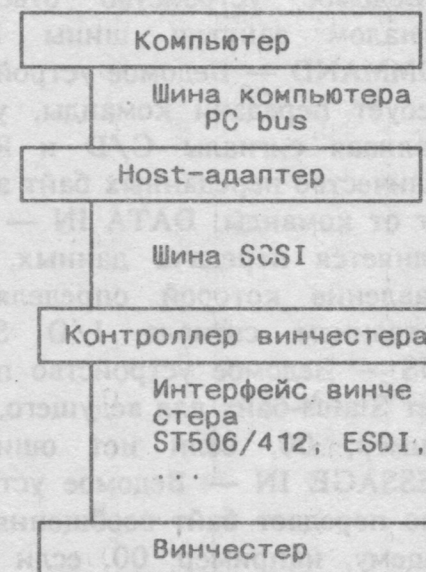 Компьютер
Шина компьютера
PC bus
Host-адаптер
Шина SCSI
Контроллер винчестера
Интерфейс винче
стера
ST506/412, ESDI,
...
Винчестер